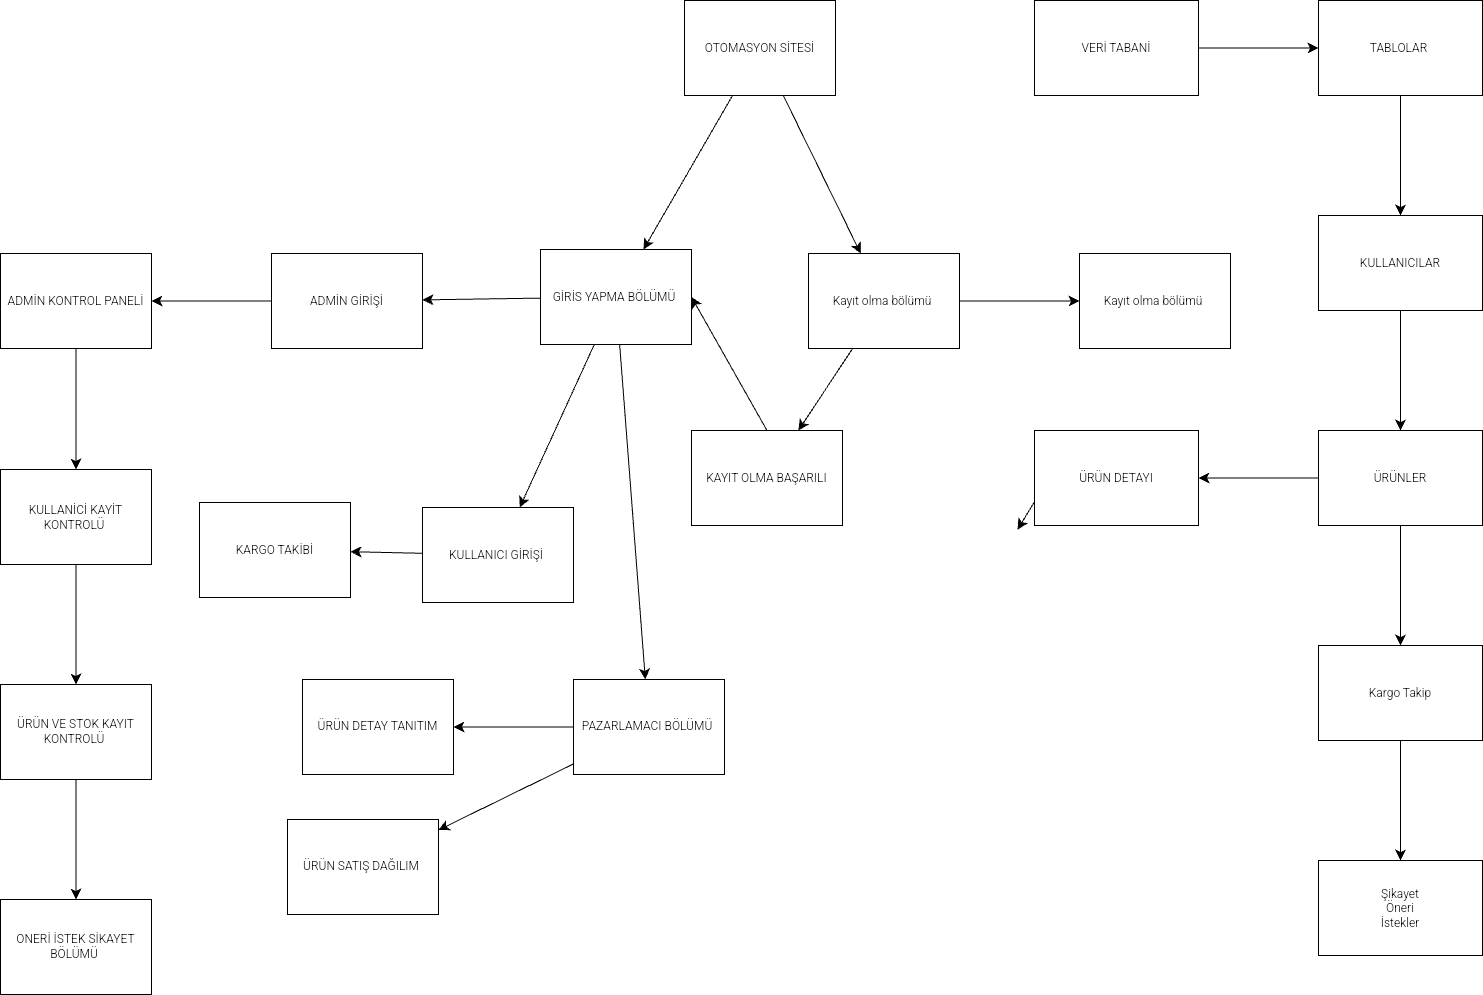 OTOMASYON SİTESİ
VERİ TABANİ
TABLOLAR
KULLANICILAR
ADMİN KONTROL PANELİ
ADMİN GİRİŞİ
GİRİS YAPMA BÖLÜMÜ
Kayıt olma bölümü
Kayıt olma bölümü
KAYIT OLMA BAŞARILI
ÜRÜN DETAYI
ÜRÜNLER
KULLANİCİ KAYİT
KONTROLÜ
KARGO TAKİBİ
KULLANICI GİRİŞİ
Kargo Takip
ÜRÜN VE STOK KAYIT
KONTROLÜ
ÜRÜN DETAY TANITIM
PAZARLAMACI BÖLÜMÜ
ÜRÜN SATIŞ DAĞILIM
Şikayet
Öneri
İstekler
ONERİ İSTEK SİKAYET
BÖLÜMÜ